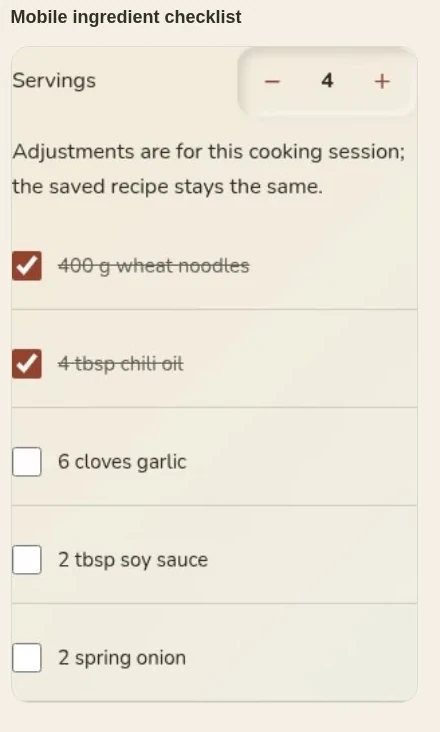 Mobile ingredient checklist
Servings − 4 +
Adjustments are for this cooking session;
the saved recipe stays the same.
400 g wheat noodles
4 tbsp chili oil
6 cloves garlic
2 tbsp soy sauce
2 spring onion